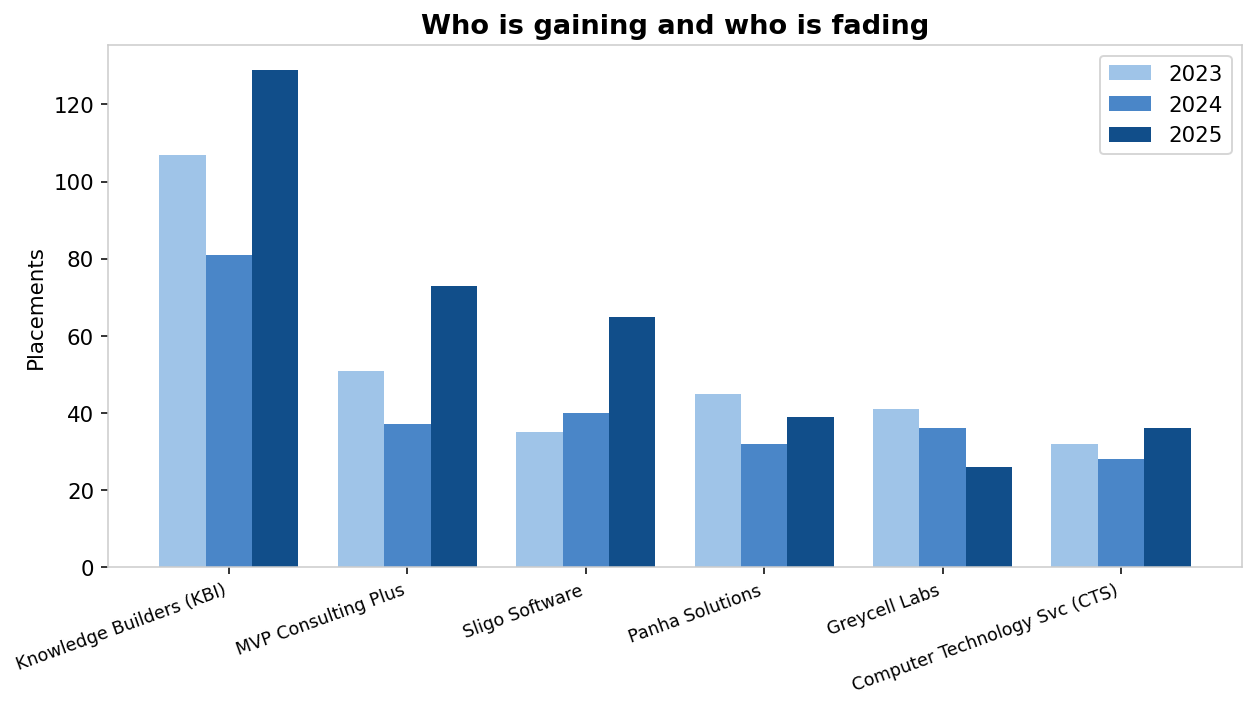 Who is gaining and who is fading
2023
2024
2025
Placements
120
100
80
60
40
20
0
Knowledge Builders (KBI)
MVP Consulting Plus
Sligo Software
Panha Solutions
Greycell Labs
Computer Technology Svc (CTS)